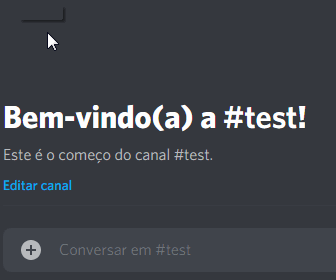 Bem-vindo(a) a #test!
Este é o começo do canal #test.
Editar canal
Conversar em #test